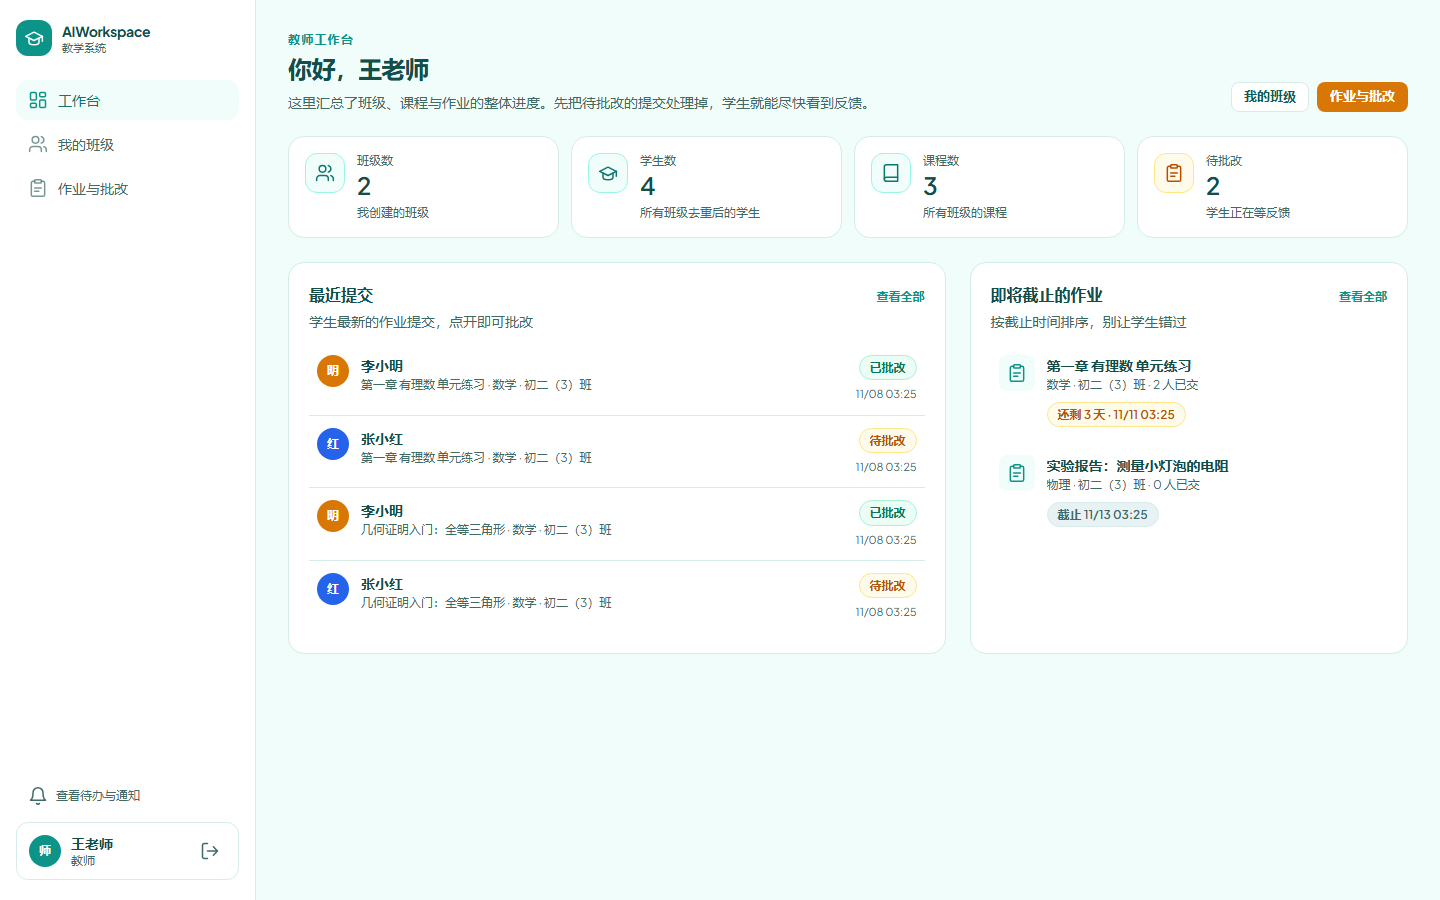 AIWorkspace
教学系统
工作台
我的班级
作业与批改
查看待办与通知
师
王老师
教师
教师工作台
你好，王老师
这里汇总了班级、课程与作业的整体进度。先把待批改的提交处理掉，学生就能尽快看到反馈。
我的班级
作业与批改
班级数
2
我创建的班级
学生数
4
所有班级去重后的学生
课程数
3
所有班级的课程
待批改
2
学生正在等反馈
最近提交
查看全部
学生最新的作业提交，点开即可批改
明
李小明
第一章 有理数 单元练习 · 数学 · 初二（3）班
已批改
11/08 03:25
红
张小红
第一章 有理数 单元练习 · 数学 · 初二（3）班
待批改
11/08 03:25
明
李小明
几何证明入门：全等三角形 · 数学 · 初二（3）班
已批改
11/08 03:25
红
张小红
几何证明入门：全等三角形 · 数学 · 初二（3）班
待批改
11/08 03:25
即将截止的作业
查看全部
按截止时间排序，别让学生错过
第一章 有理数 单元练习
数学 · 初二（3）班 · 2 人已交
还剩 3 天 · 11/11 03:25
实验报告：测量小灯泡的电阻
物理 · 初二（3）班 · 0 人已交
截止 11/13 03:25